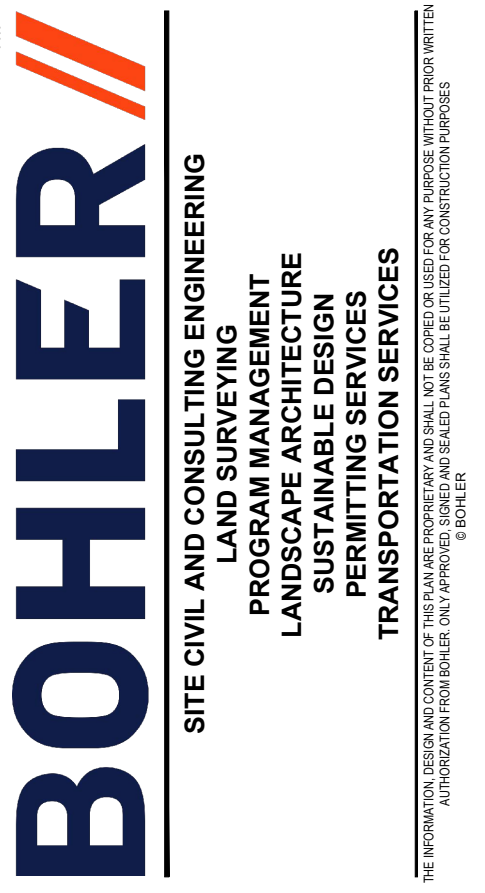 BOHLER//
SITE CIVIL AND CONSULTING ENGINEERING
LAND SURVEYING
PROGRAM MANAGEMENT
LANDSCAPE ARCHITECTURE
SUSTAINABLE DESIGN
PERMITTING SERVICES
TRANSPORTATION SERVICES
THE INFORMATION, DESIGN AND CONTENT OF THIS PLAN ARE PROPRIETARY AND SHALL NOT BE COPIED OR USED FOR ANY PURPOSE WITHOUT PRIOR WRITTEN
AUTHORIZATION FROM BOHLER. ONLY APPROVED, SIGNED AND SEALED PLANS SHALL BE UTILIZED FOR CONSTRUCTION PURPOSES
© BOHLER